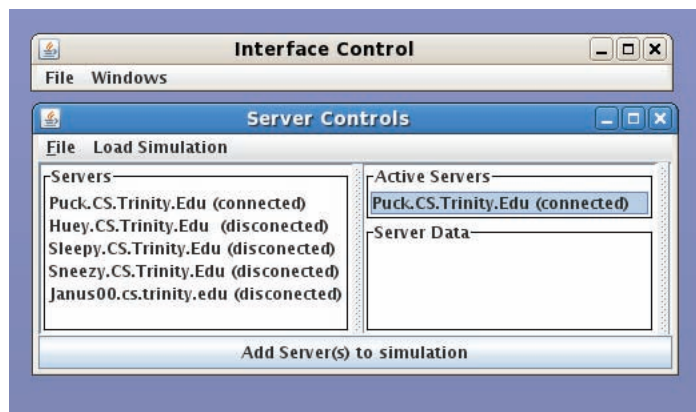 Interface Control
File Windows
Server Controls
File Load Simulation
Servers
Puck.CS.Trinity.Edu (connected)
Huey.CS.Trinity.Edu (disconected)
Sleepy.CS.Trinity.Edu (disconected)
Sneezy.CS.Trinity.Edu (disconected)
Janus00.cs.trinity.edu (disconected)
Active Servers
Puck.CS.Trinity.Edu (connected)
Server Data
Add Server(s) to simulation